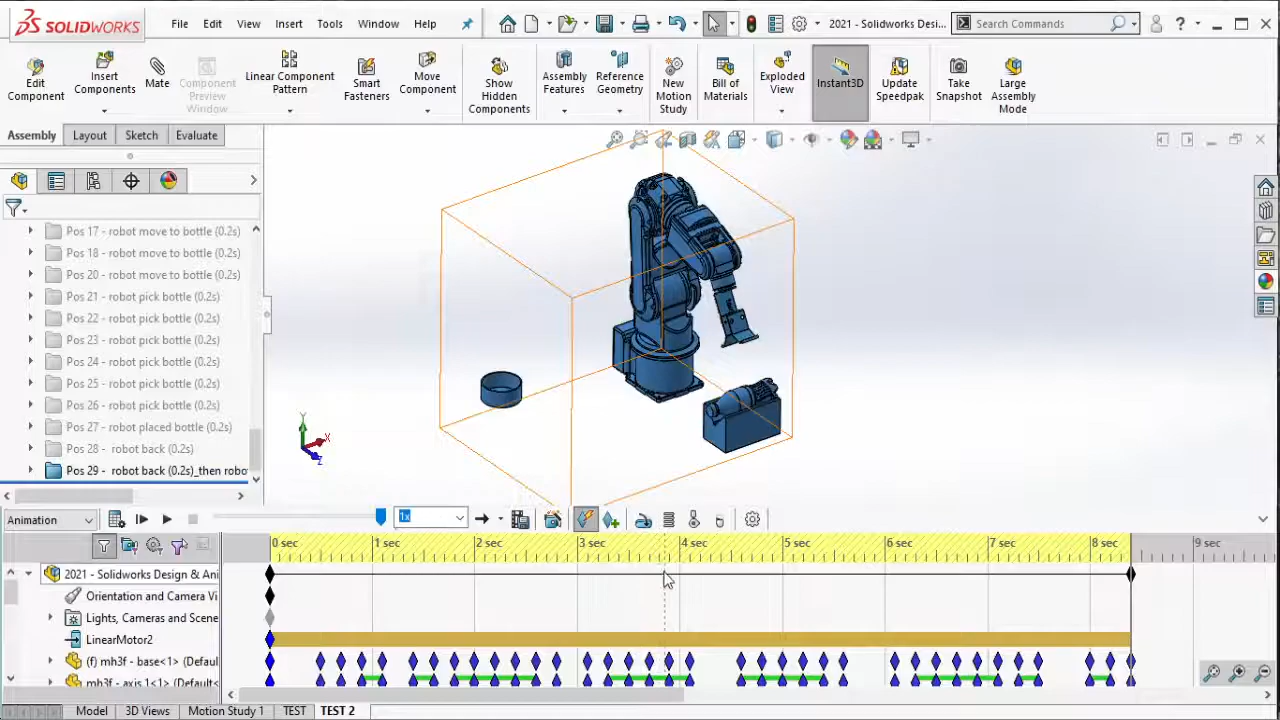 SOLIDWORKS File Edit View Insert Tools Window Help 2021 - Solidworks Desi... Search Commands
Edit Component
Insert Components
Mate
Component Preview Window
Linear Component Pattern
Smart Fasteners
Move Component
Show Hidden Components
Assembly Features
Reference Geometry
New Motion Study
Bill of Materials
Exploded View
Instant3D
Update Speedpak
Take Snapshot
Large Assembly Mode
Assembly Layout Sketch Evaluate
Pos 17 - robot move to bottle (0.2s)
Pos 18 - robot move to bottle (0.2s)
Pos 20 - robot move to bottle (0.2s)
Pos 21 - robot pick bottle (0.2s)
Pos 22 - robot pick bottle (0.2s)
Pos 23 - robot pick bottle (0.2s)
Pos 24 - robot pick bottle (0.2s)
Pos 25 - robot pick bottle (0.2s)
Pos 26 - robot pick bottle (0.2s)
Pos 27 - robot placed bottle (0.2s)
Pos 28 - robot back (0.2s)
Pos 29 - robot back (0.2s)_then robo
Y
X
Z
Animation 1x
0 sec 1 sec 2 sec 3 sec 4 sec 5 sec 6 sec 7 sec 8 sec 9 sec
2021 - Solidworks Design & Ani
Orientation and Camera Vi
Lights, Cameras and Scene
LinearMotor2
(f) mh3f - base<1> (Defaul
mh3f - axis 1<1> (Default<
Model 3D Views Motion Study 1 TEST TEST 2